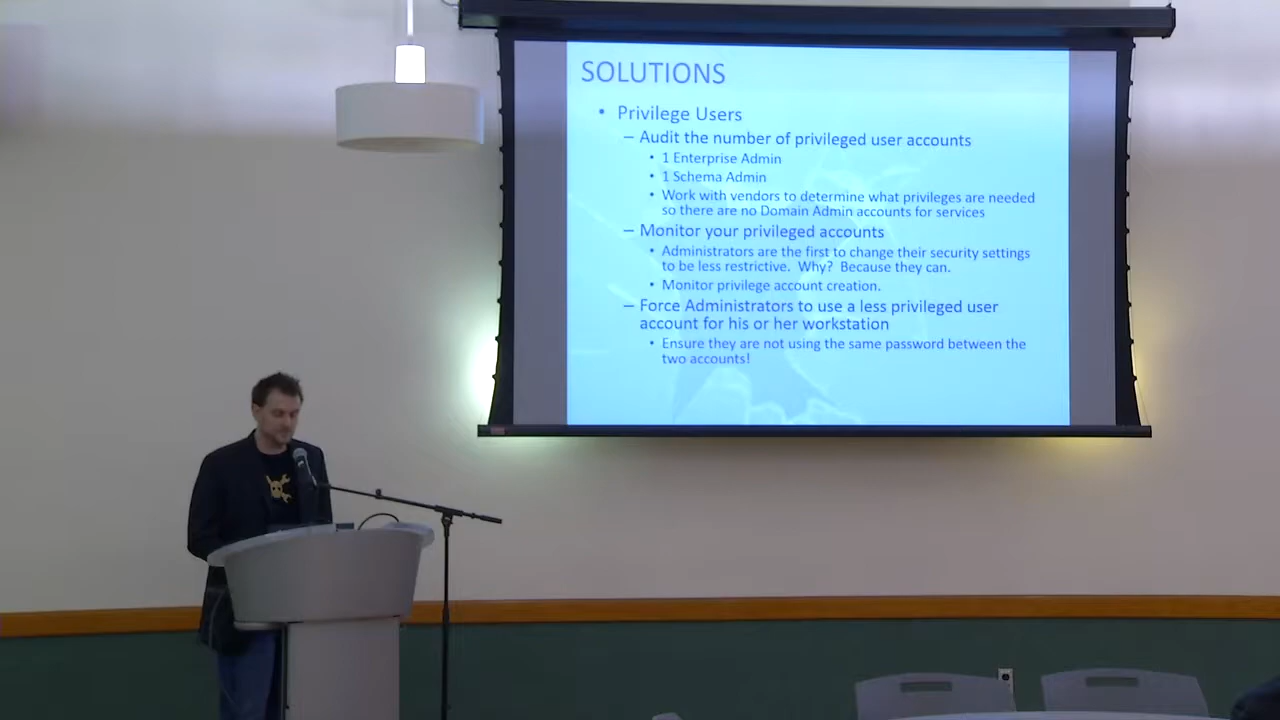 SOLUTIONS
• Privilege Users
– Audit the number of privileged user accounts
• 1 Enterprise Admin
• 1 Schema Admin
• Work with vendors to determine what privileges are needed
so there are no Domain Admin accounts for services
– Monitor your privileged accounts
• Administrators are the first to change their security settings
to be less restrictive.  Why?  Because they can.
• Monitor privilege account creation.
– Force Administrators to use a less privileged user
account for his or her workstation
• Ensure they are not using the same password between the
two accounts!